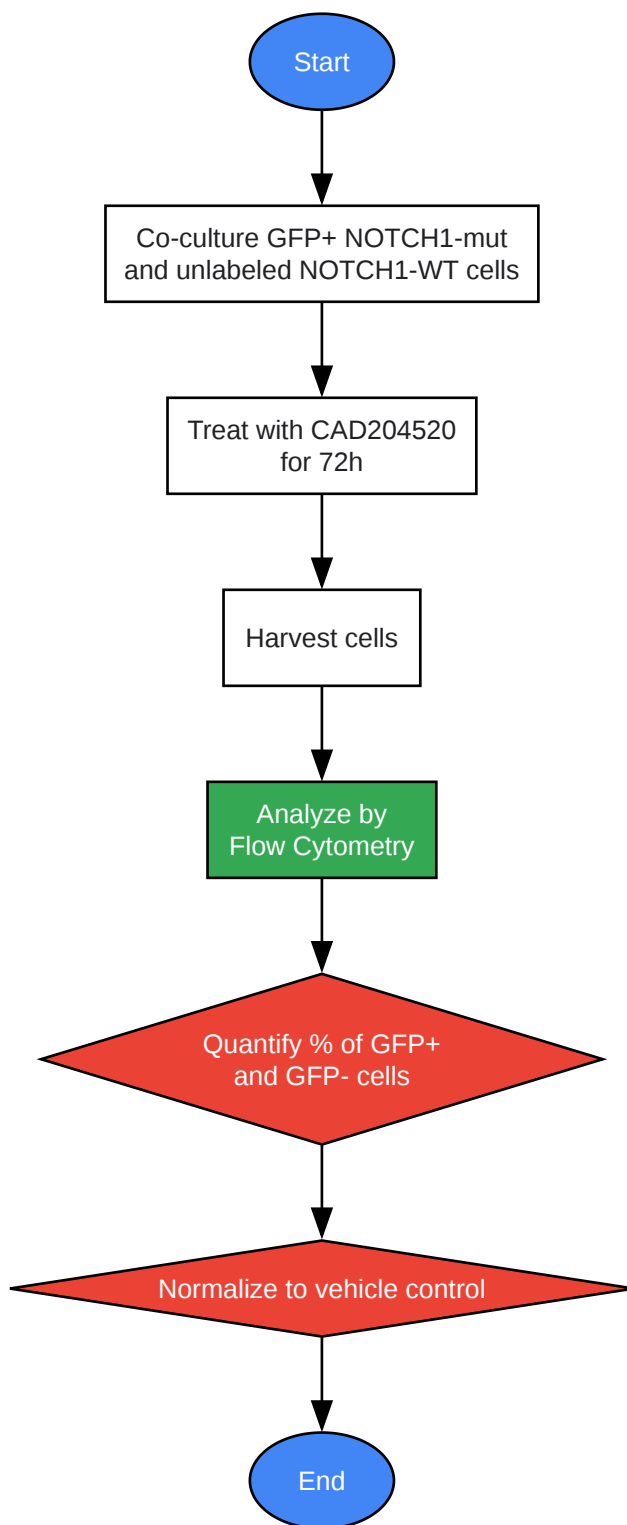 Start
Co-culture GFP+ NOTCH1-mut
and unlabeled NOTCH1-WT cells
Treat with CAD204520
for 72h
Harvest cells
Analyze by
Flow Cytometry
Quantify % of GFP+
and GFP- cells
Normalize to vehicle control
End